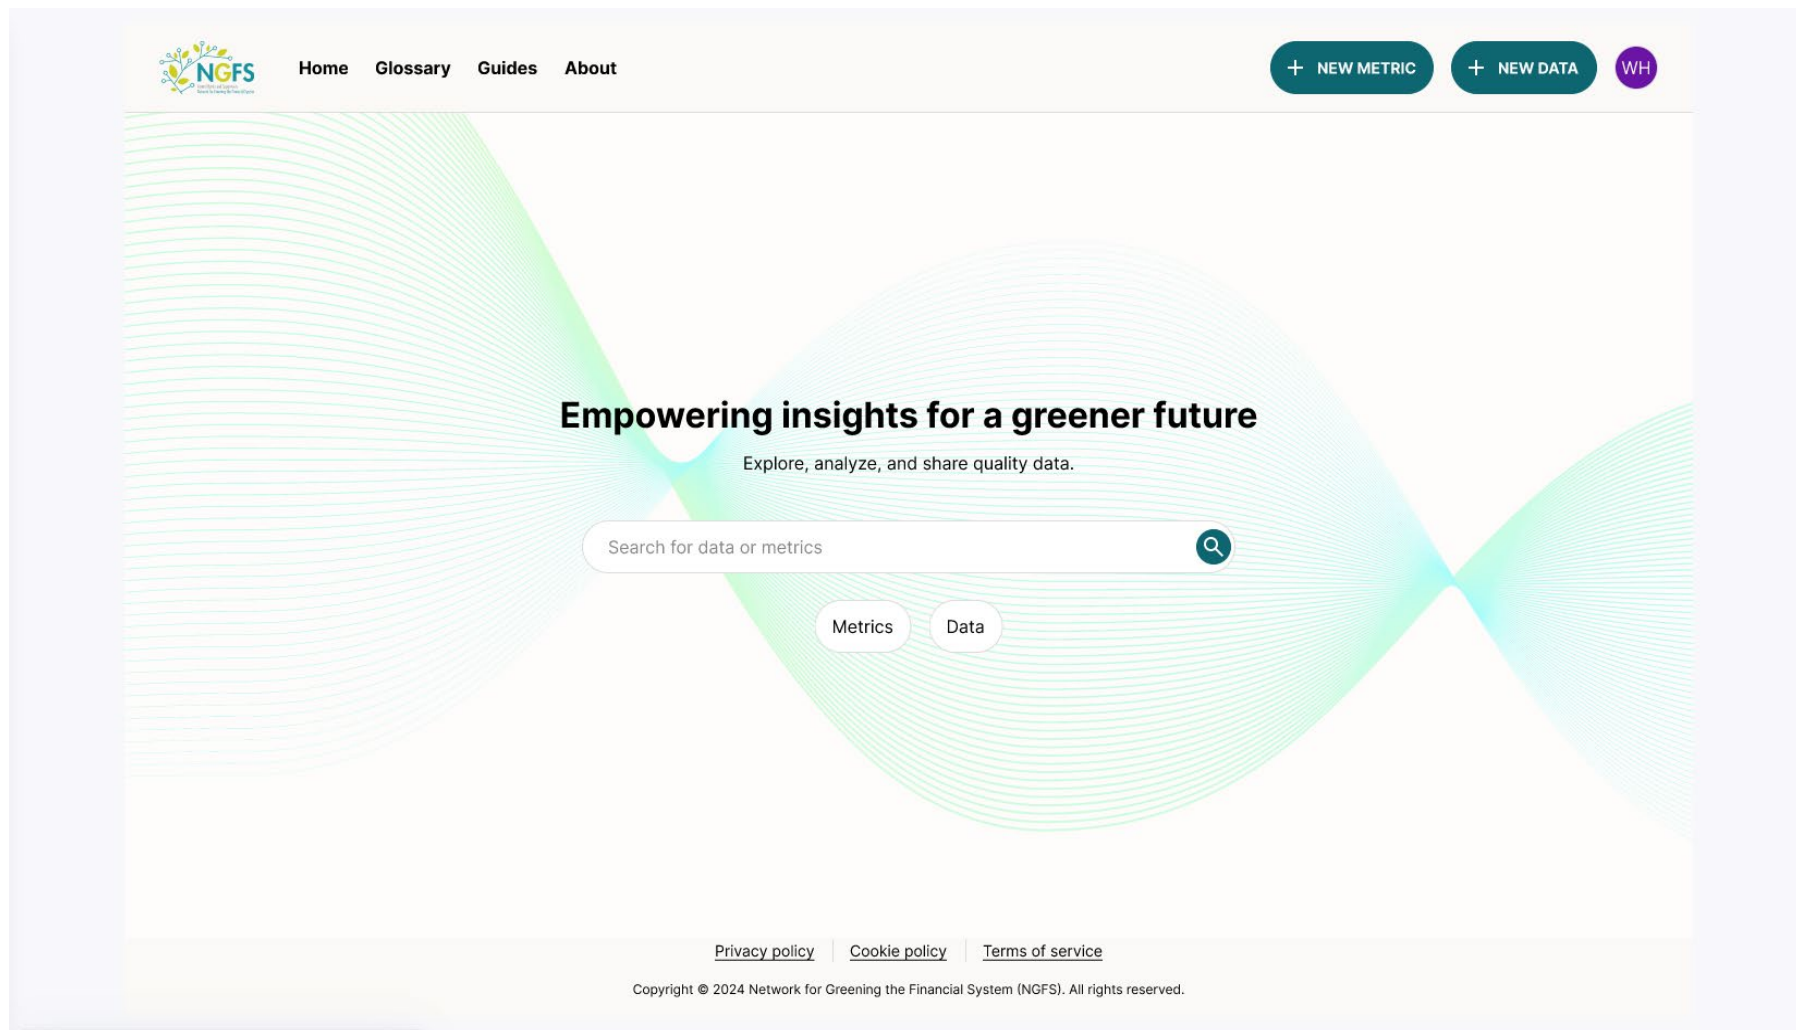 NGFS
Home Glossary Guides About
+ NEW METRIC + NEW DATA WH
Empowering insights for a greener future
Explore, analyze, and share quality data.
Search for data or metrics
Metrics Data
Privacy policy Cookie policy Terms of service
Copyright © 2024 Network for Greening the Financial System (NGFS). All rights reserved.